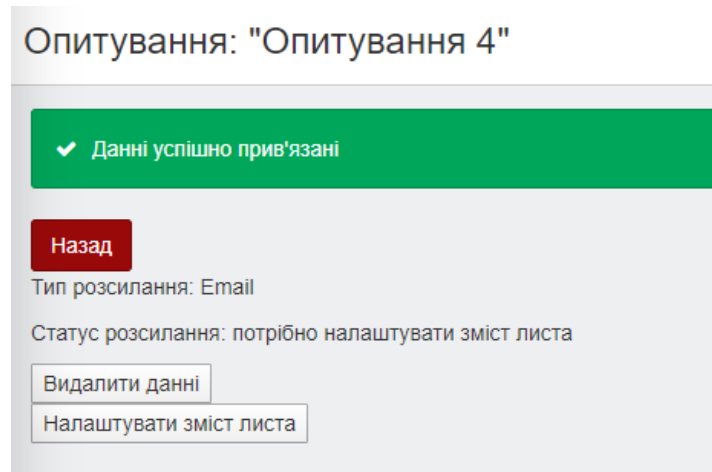 Опитування: "Опитування 4"
Данні успішно прив'язані
Назад
Тип розсилання: Email
Статус розсилання: потрібно налаштувати зміст листа
Видалити данні
Налаштувати зміст листа